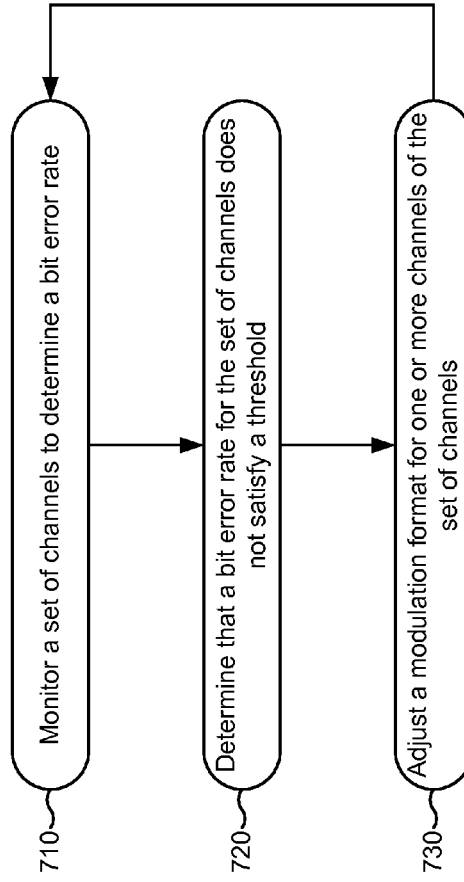 710
Monitor a set of channels to determine a bit error rate
720
Determine that a bit error rate for the set of channels does
not satisfy a threshold
730
Adjust a modulation format for one or more channels of the
set of channels